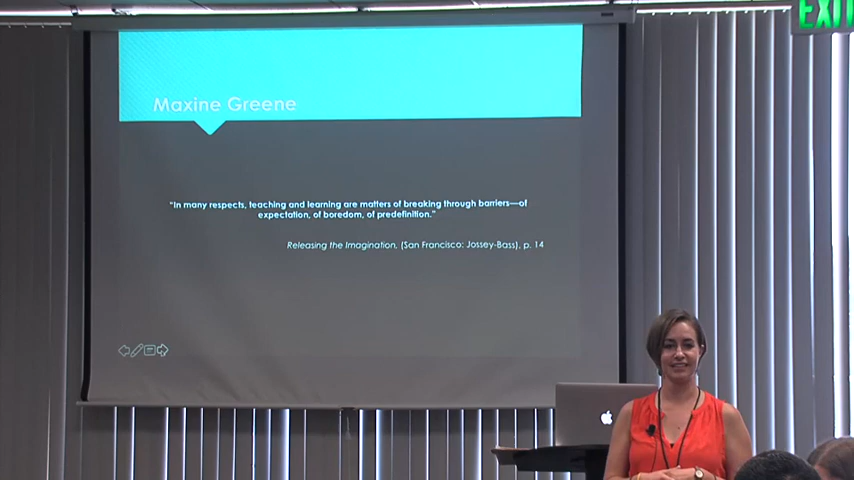 EXIT
Maxine Greene
"In many respects, teaching and learning are matters of breaking through barriers—of
expectation, of boredom, of predefinition."
Releasing the Imagination, (San Francisco: Jossey-Bass), p. 14